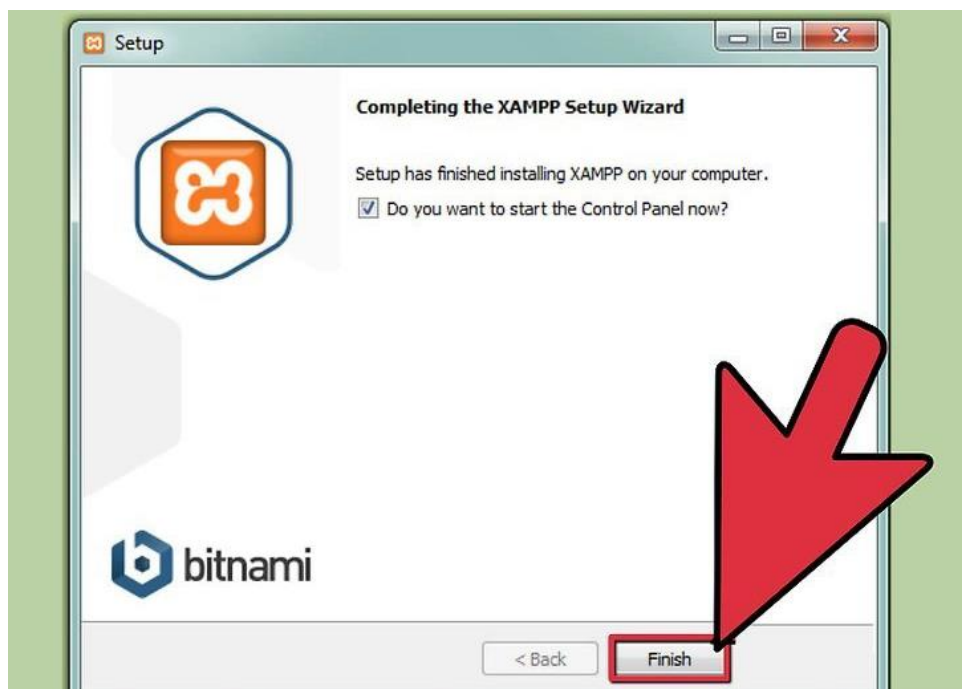 Setup
Completing the XAMPP Setup Wizard
Setup has finished installing XAMPP on your computer.
Do you want to start the Control Panel now?
bitnami
< Back
Finish